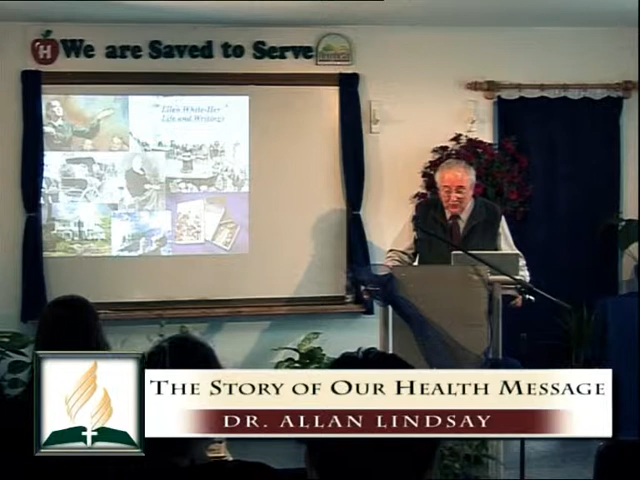 H
We are Saved to Serve
Ellen White-Her
Life and Writings
THE STORY OF OUR HEALTH MESSAGE
DR. ALLAN LINDSAY